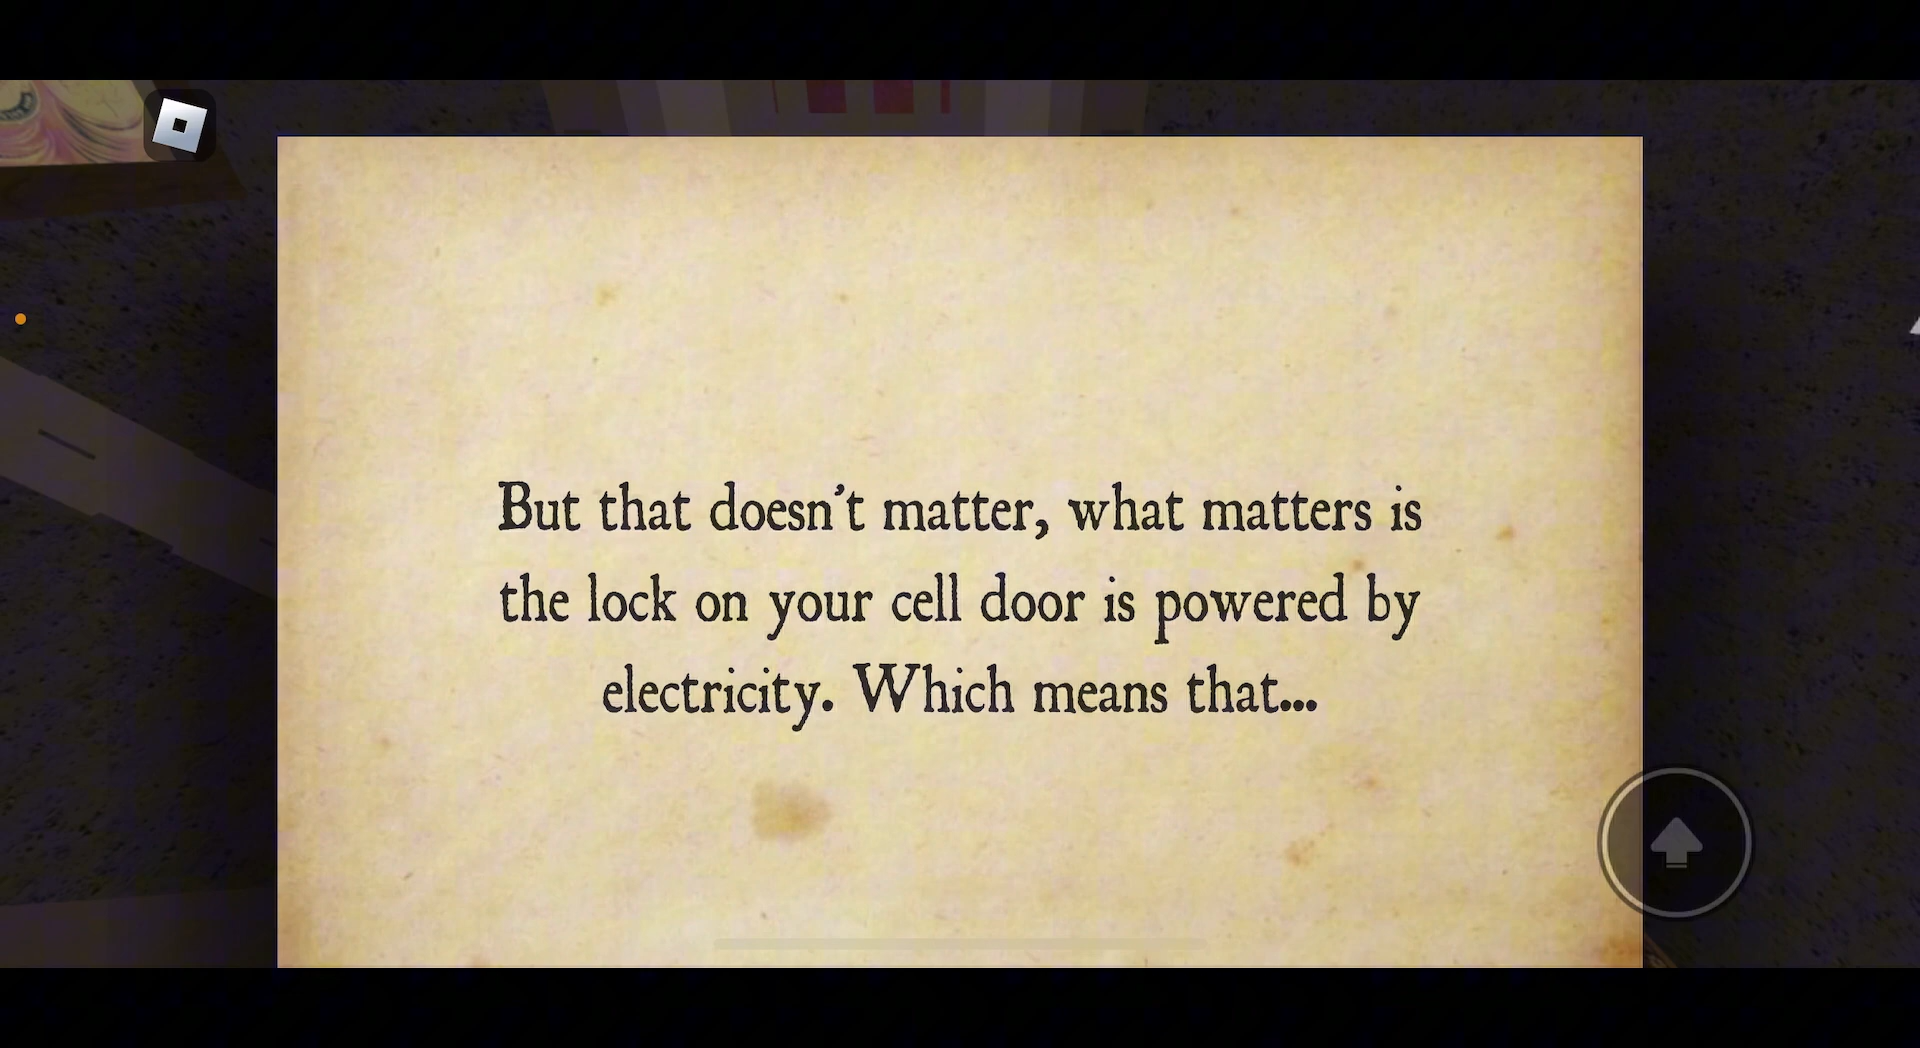 But that doesn't matter, what matters is
the lock on your cell door is powered by
electricity. Which means that...